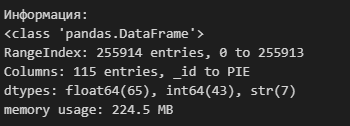 Информация:
<class 'pandas.DataFrame'>
RangeIndex: 255914 entries, 0 to 255913
Columns: 115 entries, _id to PIE
dtypes: float64(65), int64(43), str(7)
memory usage: 224.5 MB